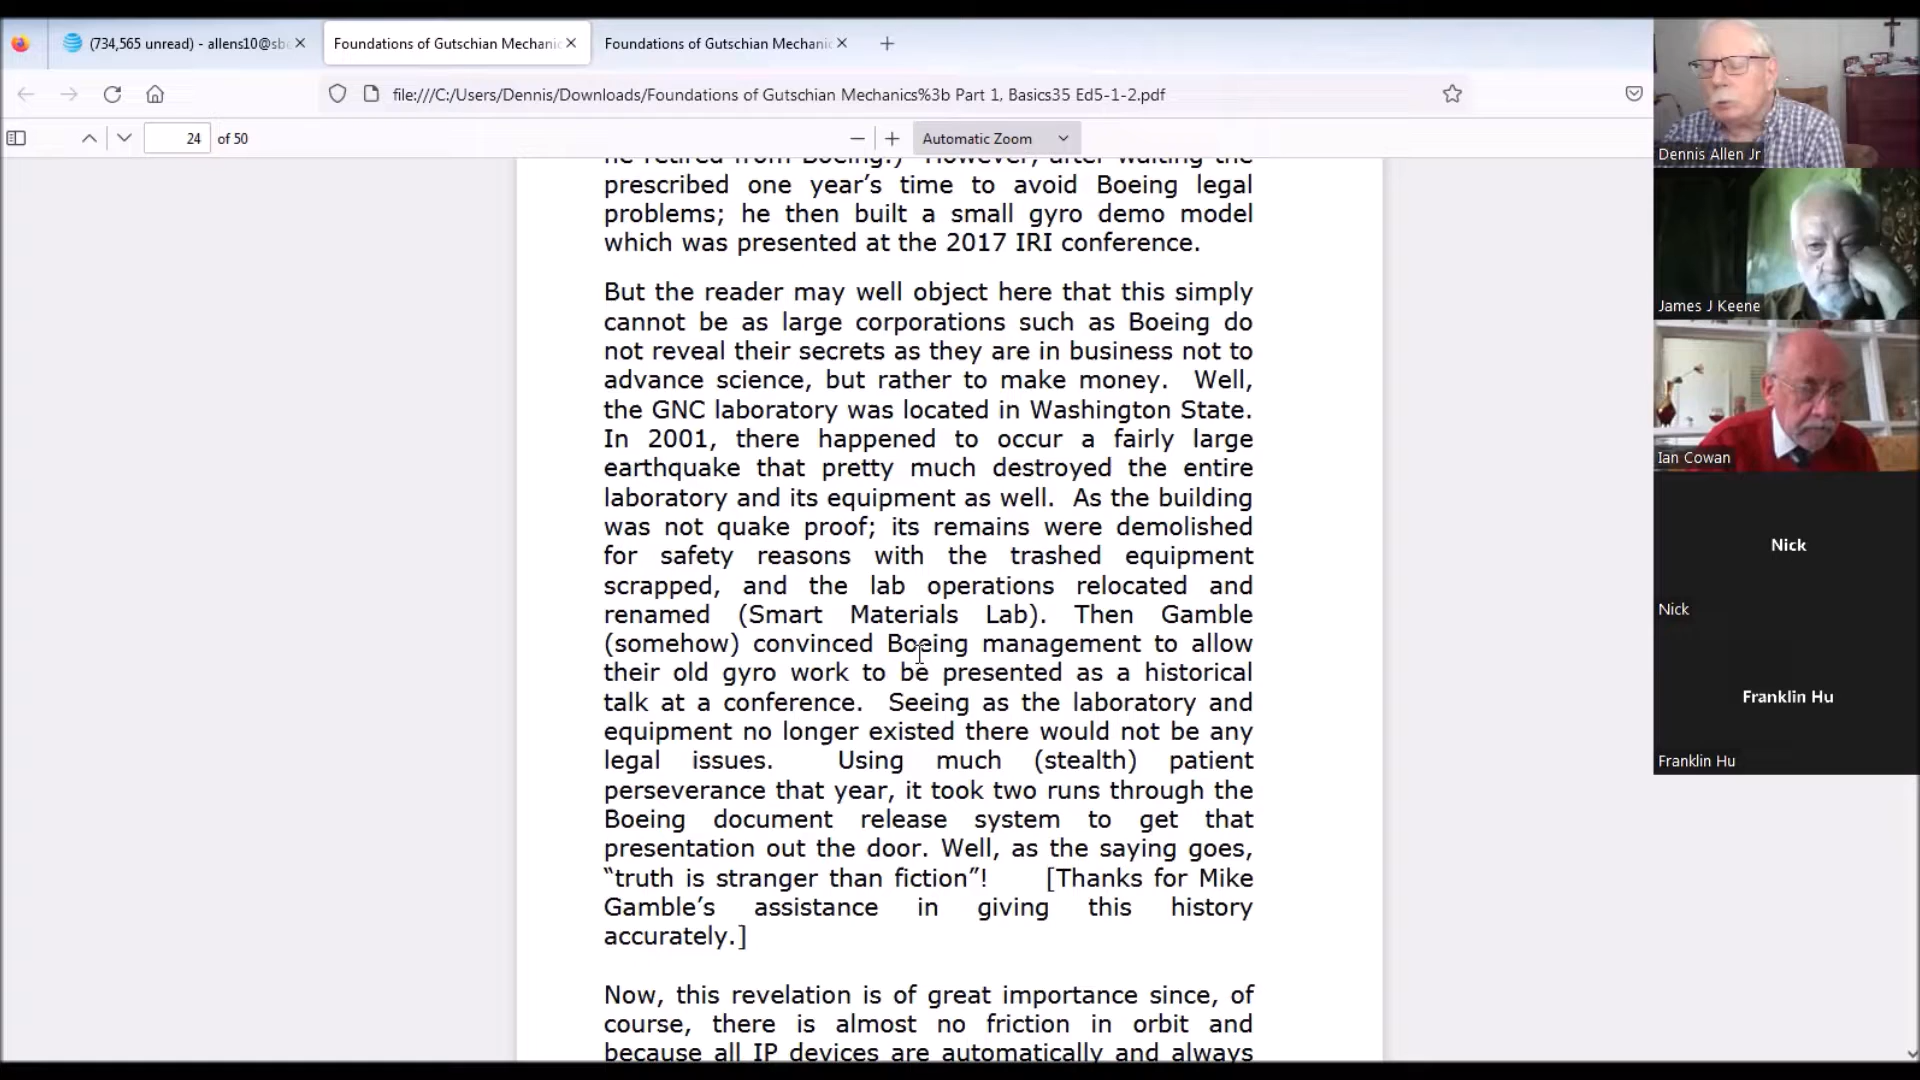 (734,565 unread) - allens10@sb
Foundations of Gutschian Mechani
Foundations of Gutschian Mechani
file:///C:/Users/Dennis/Downloads/Foundations of Gutschian Mechanics%3b Part 1, Basics35 Ed5-1-2.pdf
24 of 50
Automatic Zoom
he retired from Boeing.) However, after waiting the
prescribed one year’s time to avoid Boeing legal
problems; he then built a small gyro demo model
which was presented at the 2017 IRI conference.
But the reader may well object here that this simply
cannot be as large corporations such as Boeing do
not reveal their secrets as they are in business not to
advance science, but rather to make money. Well,
the GNC laboratory was located in Washington State.
In 2001, there happened to occur a fairly large
earthquake that pretty much destroyed the entire
laboratory and its equipment as well. As the building
was not quake proof; its remains were demolished
for safety reasons with the trashed equipment
scrapped, and the lab operations relocated and
renamed (Smart Materials Lab). Then Gamble
(somehow) convinced Boeing management to allow
their old gyro work to be presented as a historical
talk at a conference. Seeing as the laboratory and
equipment no longer existed there would not be any
legal issues. Using much (stealth) patient
perseverance that year, it took two runs through the
Boeing document release system to get that
presentation out the door. Well, as the saying goes,
“truth is stranger than fiction”! [Thanks for Mike
Gamble’s assistance in giving this history
accurately.]
Now, this revelation is of great importance since, of
course, there is almost no friction in orbit and
because all IP devices are automatically and always
Dennis Allen Jr
James J Keene
Ian Cowan
Nick
Nick
Franklin Hu
Franklin Hu